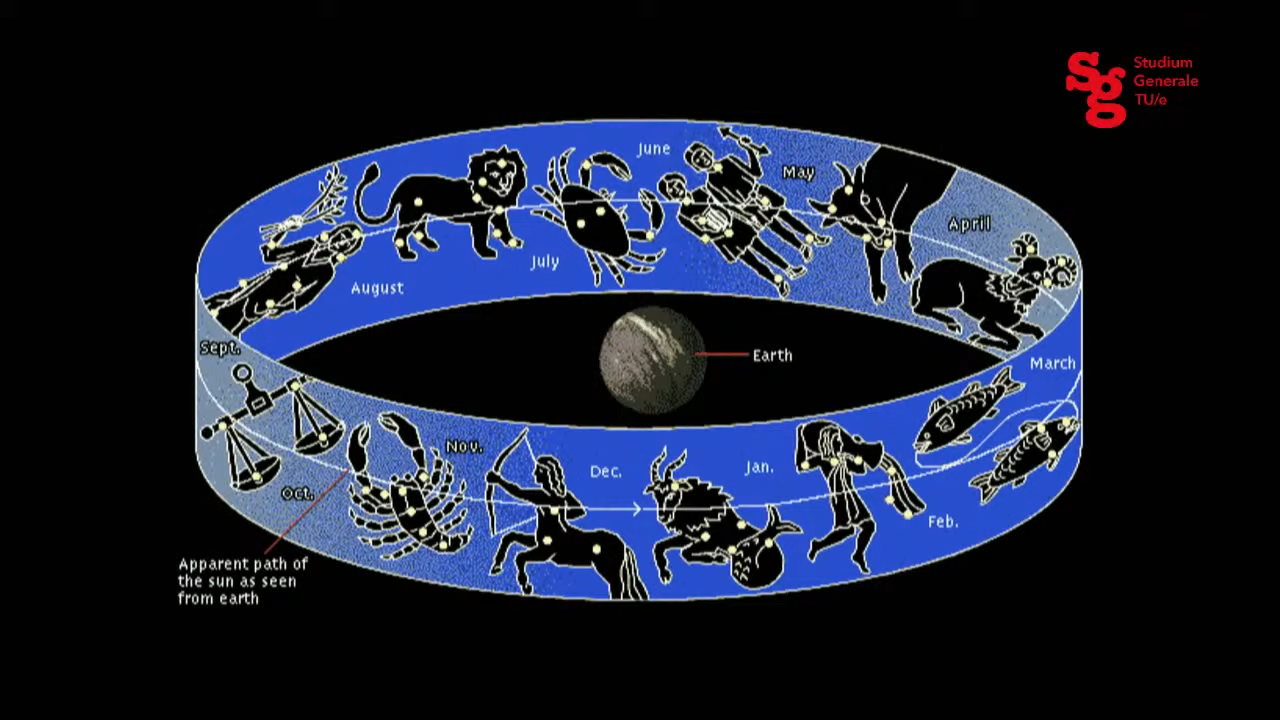 Sg
Studium
Generale
TU/e
June
May
April
July
August
Sept.
Earth
March
Nov.
Dec.
Jan.
Oct.
Feb.
Apparent path of
the sun as seen
from earth